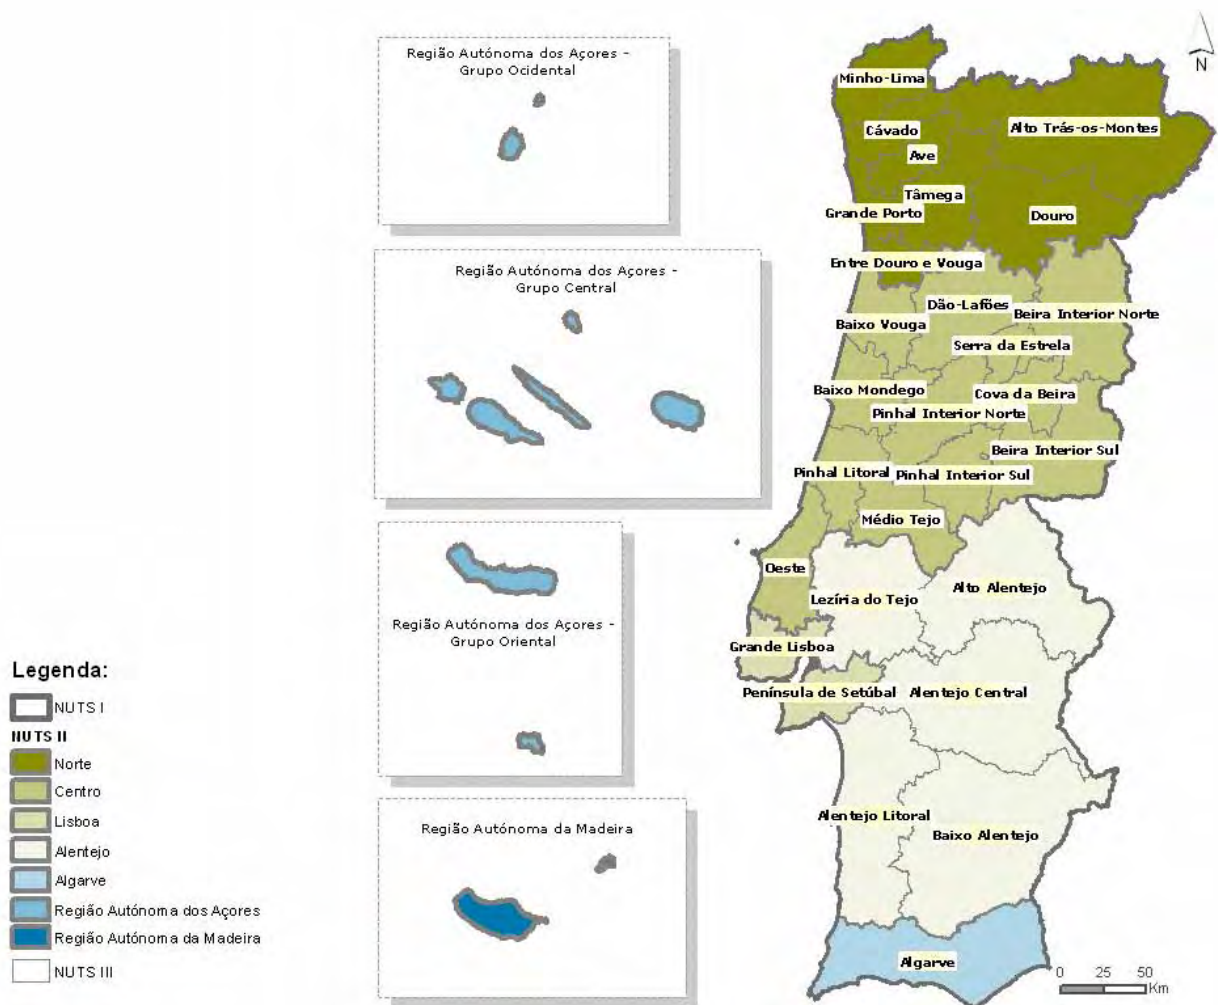 Região Autónoma dos Açores -
Grupo Ocidental
Região Autónoma dos Açores -
Grupo Central
Região Autónoma dos Açores -
Grupo Oriental
Região Autónoma da Madeira
N
Minho-Lima
Cávado
Ave
Alto Trás-os-Montes
Tâmega
Grande Porto
Douro
Entre Douro e Vouga
Dão-Lafões
Baixo Vouga
Beira Interior Norte
Serra da Estrela
Baixo Mondego
Cova da Beira
Pinhal Interior Norte
Beira Interior Sul
Pinhal Litoral
Pinhal Interior Sul
Médio Tejo
Oeste
Lezíria do Tejo
Alto Alentejo
Grande Lisboa
Península de Setúbal
Alentejo Central
Alentejo Litoral
Baixo Alentejo
Algarve
0 25 50
Km
Legenda:
NUTS I
NUTS II
Norte
Centro
Lisboa
Alentejo
Algarve
Região Autónoma dos Açores
Região Autónoma da Madeira
NUTS III